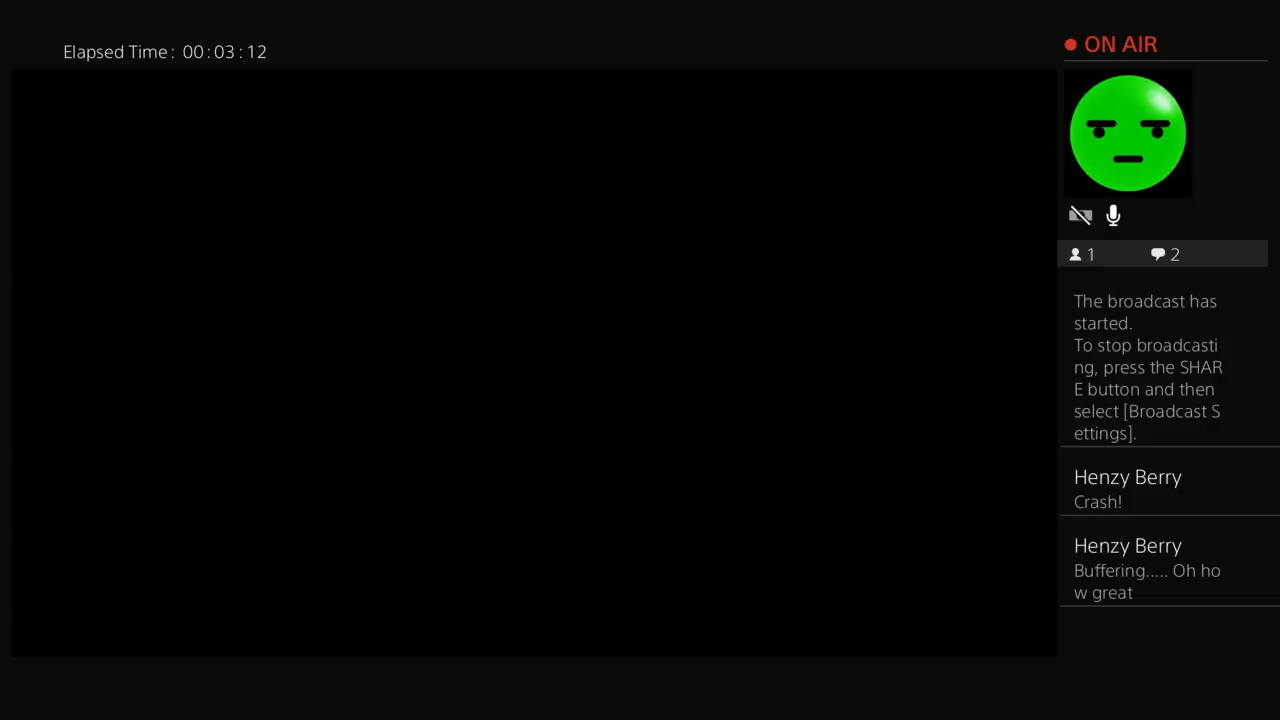 Elapsed Time: 00:03:12
ON AIR
1
2
The broadcast has
started.
To stop broadcasti
ng, press the SHAR
E button and then
select [Broadcast S
ettings].
Henzy Berry
Crash!
Henzy Berry
Buffering..... Oh ho
w great